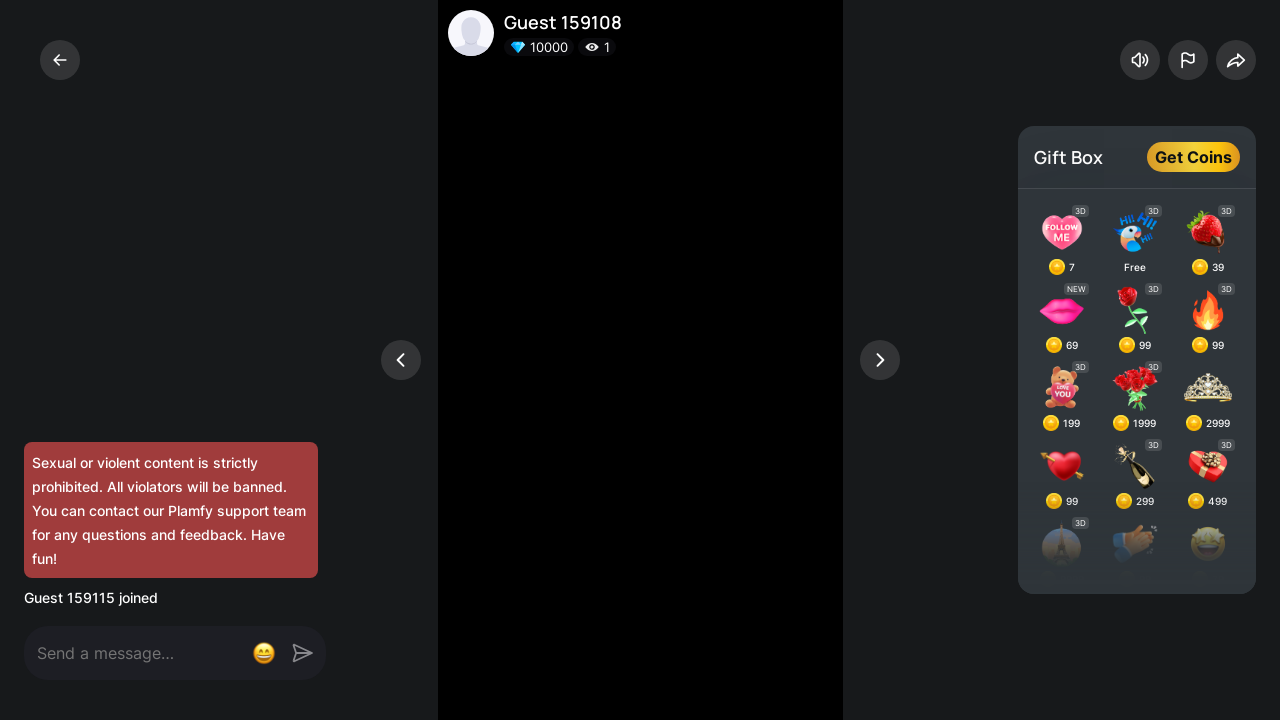 Guest 159108
10000
1
Gift Box
Get Coins
3D
3D
3D
FOLLOW
ME
Hi! Hi!
Hi!
7
Free
39
NEW
3D
3D
69
99
99
3D
3D
LOVE
YOU
199
1999
2999
3D
3D
99
299
499
3D
Sexual or violent content is strictly
prohibited. All violators will be banned.
You can contact our Plamfy support team
for any questions and feedback. Have
fun!
Guest 159115 joined
Send a message...